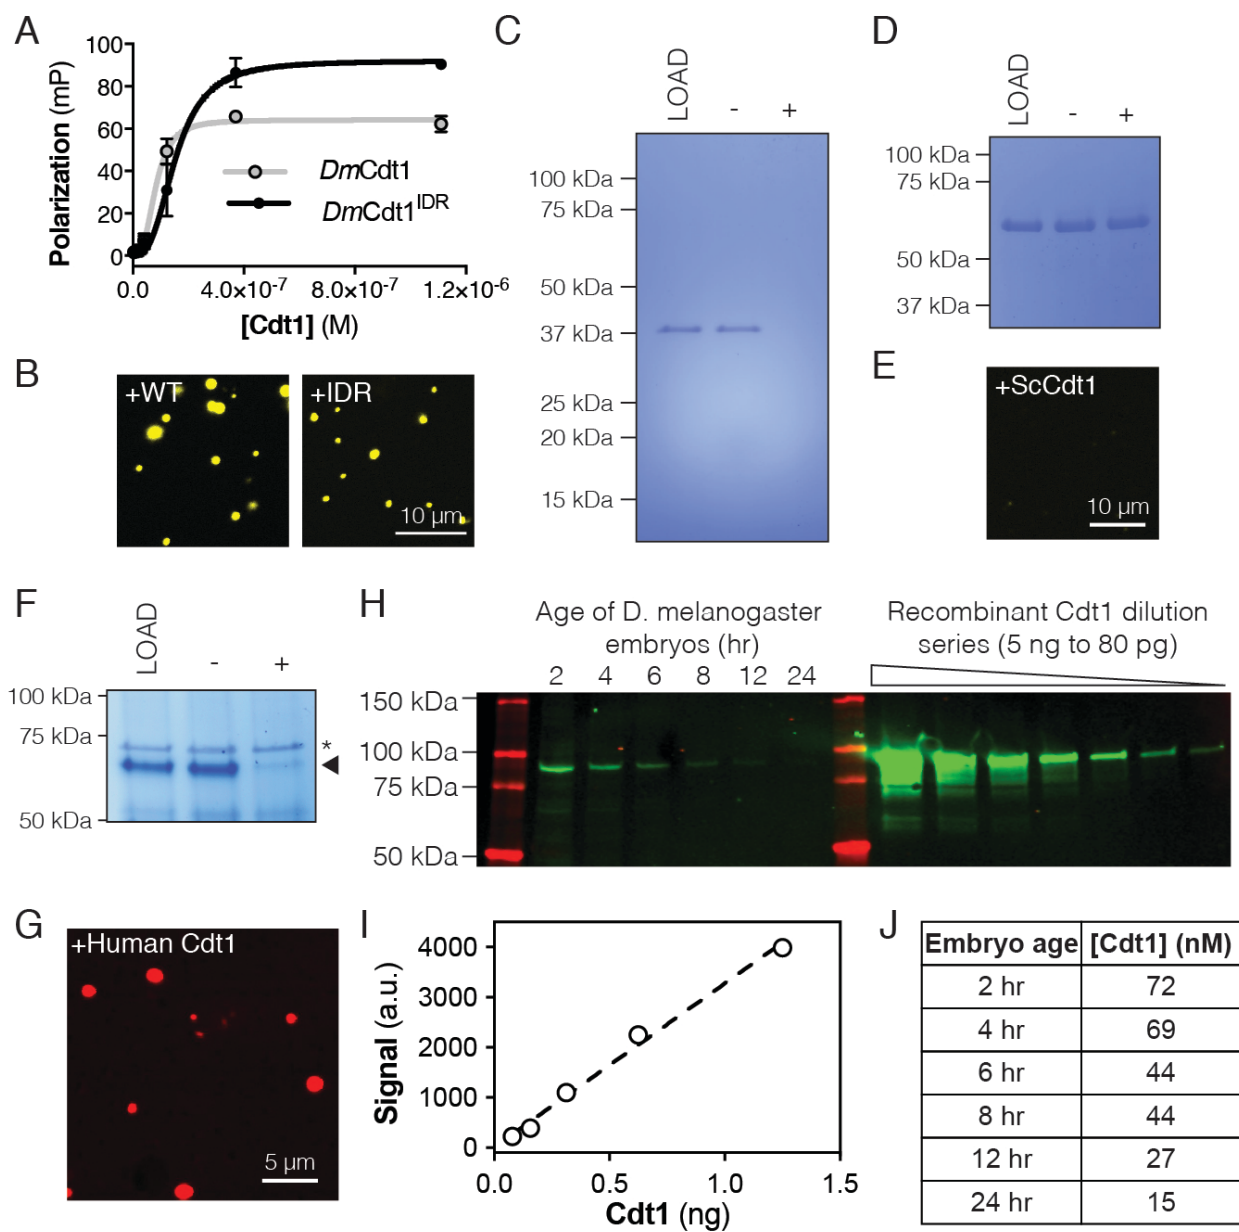 A
Polarization (mP)
100
80
60
40
20
0
DmCdt1
DmCdt1^IDR
0.0
4.0×10^-7
8.0×10^-7
1.2×10^-6
[Cdt1] (M)
B
+WT
+IDR
10 µm
C
LOAD
-
+
100 kDa
75 kDa
50 kDa
37 kDa
25 kDa
20 kDa
15 kDa
D
LOAD
-
+
100 kDa
75 kDa
50 kDa
37 kDa
E
+ScCdt1
10 µm
F
LOAD
-
+
100 kDa
75 kDa
50 kDa
*
G
+Human Cdt1
5 µm
H
Age of D. melanogaster
embryos (hr)
2 4 6 8 12 24
Recombinant Cdt1 dilution
series (5 ng to 80 pg)
150 kDa
100 kDa
75 kDa
50 kDa
I
Signal (a.u.)
4000
3000
2000
1000
0
0.0 0.5 1.0 1.5
Cdt1 (ng)
J
Embryo age [Cdt1] (nM)
2 hr 72
4 hr 69
6 hr 44
8 hr 44
12 hr 27
24 hr 15